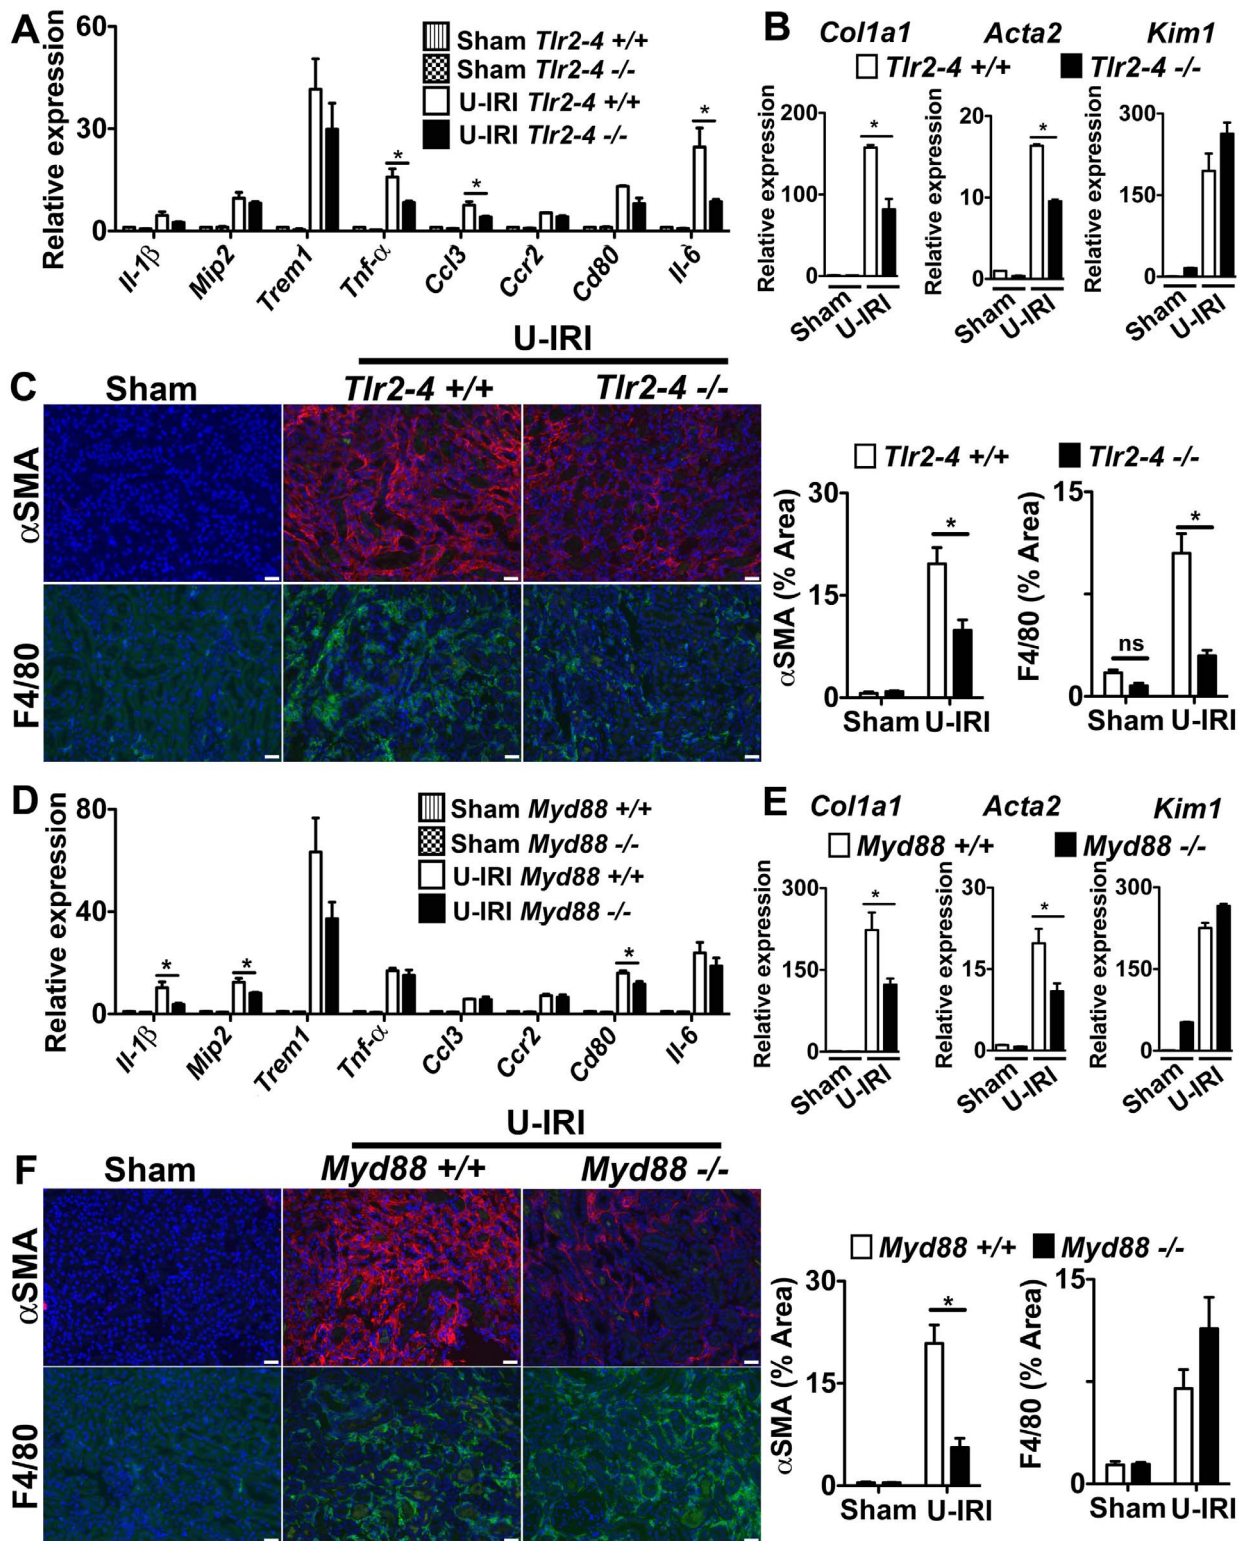 A
Relative expression
60
30
0
Sham Tlr2-4 +/+
Sham Tlr2-4 -/-
U-IRI Tlr2-4 +/+
U-IRI Tlr2-4 -/-
*
*
*
Il-1β
Mip2
Trem1
Tnf-α
Ccl3
Ccr2
Cd80
Il-6
B
Col1a1 Acta2 Kim1
Tlr2-4 +/+ Tlr2-4 -/-
Relative expression
200
100
0
*
Sham
U-IRI
Relative expression
20
10
0
*
Sham
U-IRI
Relative expression
300
150
0
Sham
U-IRI
C
U-IRI
Sham Tlr2-4 +/+ Tlr2-4 -/-
αSMA
F4/80
Tlr2-4 +/+ Tlr2-4 -/-
αSMA (% Area)
30
15
0
*
Sham U-IRI
F4/80 (% Area)
15
0
ns
*
Sham U-IRI
D
Relative expression
80
40
0
Sham Myd88 +/+
Sham Myd88 -/-
U-IRI Myd88 +/+
U-IRI Myd88 -/-
*
*
*
Il-1β
Mip2
Trem1
Tnf-α
Ccl3
Ccr2
Cd80
Il-6
E
Col1a1 Acta2 Kim1
Myd88 +/+ Myd88 -/-
Relative expression
300
150
0
*
Sham
U-IRI
Relative expression
30
15
0
*
Sham
U-IRI
Relative expression
300
150
0
Sham
U-IRI
F
U-IRI
Sham Myd88 +/+ Myd88 -/-
αSMA
F4/80
Myd88 +/+ Myd88 -/-
αSMA (% Area)
30
15
0
*
Sham U-IRI
F4/80 (% Area)
15
0
Sham U-IRI